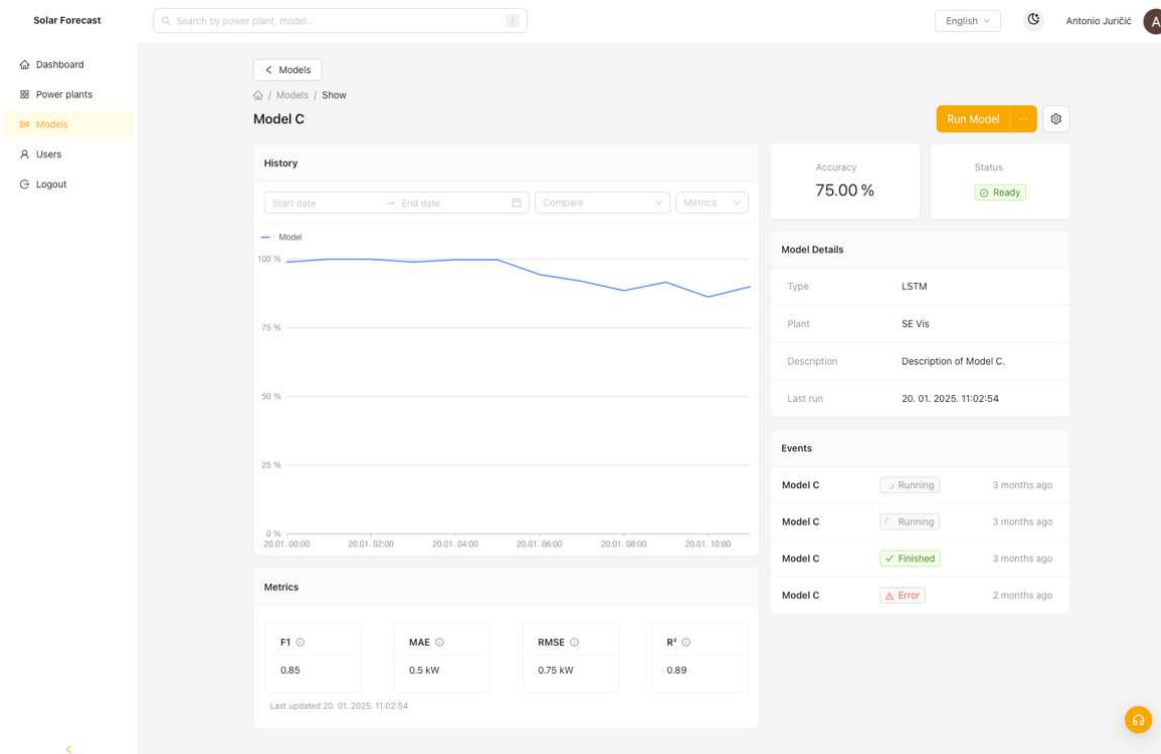 Solar Forecast
Search by power plant, model...
/
English
Antonio Juričić
A
Dashboard
Power plants
Models
Users
Logout
Models
/ Models / Show
Model C
Run Model
History
Start date → End date
Compare
Metrics
Model
100 %
75 %
50 %
25 %
0 %
20.01. 00:00 20.01. 02:00 20.01. 04:00 20.01. 06:00 20.01. 08:00 20.01. 10:00
Metrics
F1
0.85
MAE
0.5 kW
RMSE
0.75 kW
R²
0.89
Last updated 20. 01. 2025. 11:02:54
Accuracy
75.00 %
Status
Ready
Model Details
Type LSTM
Plant SE Vis
Description Description of Model C.
Last run 20. 01. 2025. 11:02:54
Events
Model C Running 3 months ago
Model C Running 3 months ago
Model C Finished 3 months ago
Model C Error 2 months ago